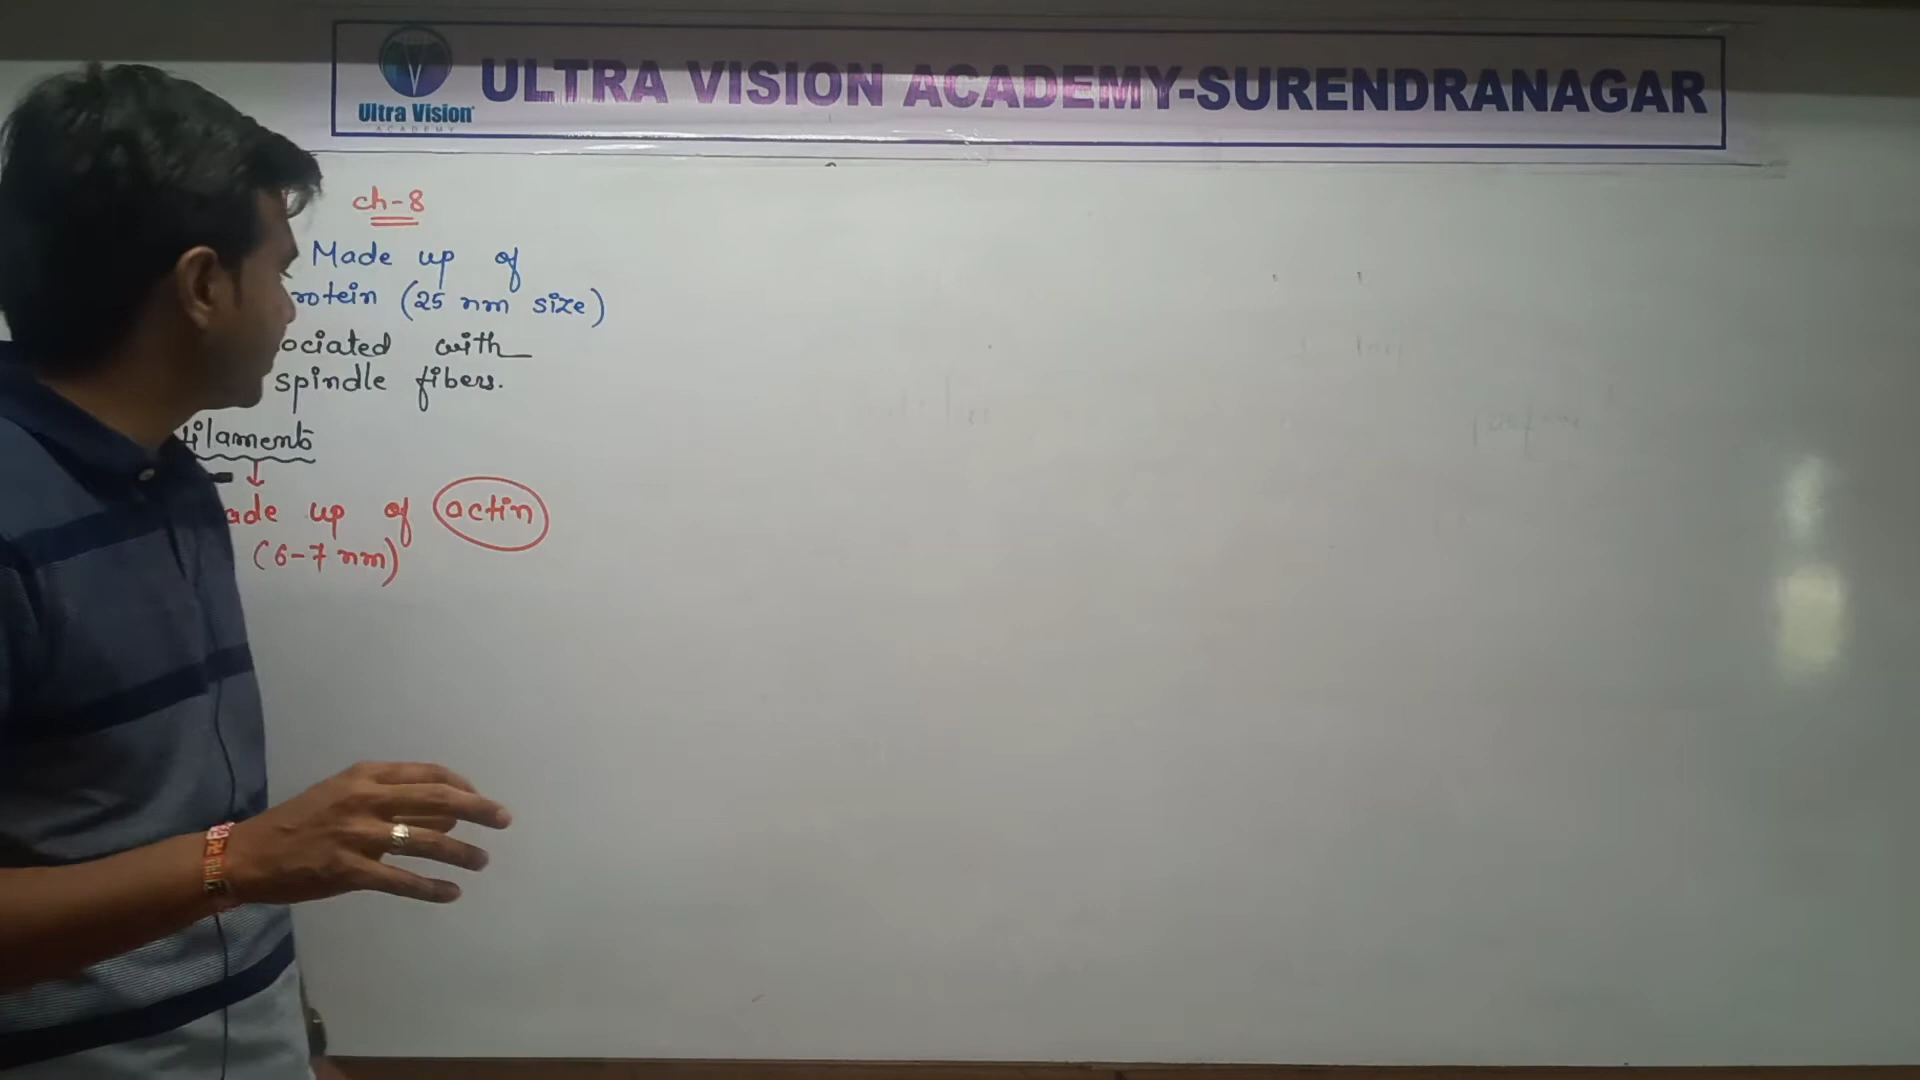 ULTRA VISION ACADEMY-SURENDRANAGAR
Ultra Vision
ACADEMY
ch-8
Made up of
rotein (25 nm size)
ociated with
spindle fibers.
filaments
ade up of actin
(6-7 nm)